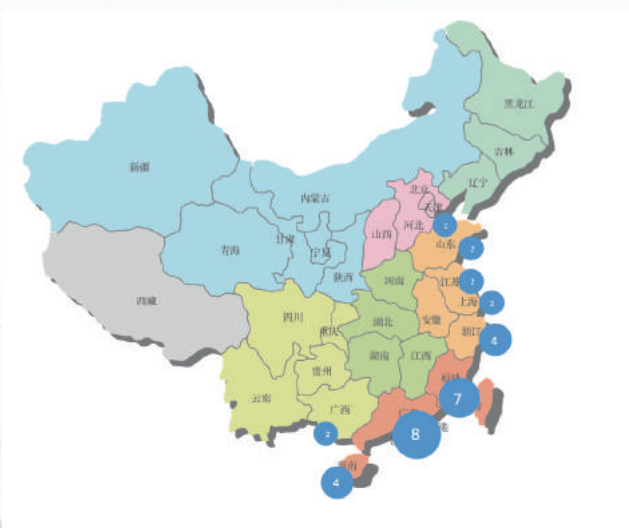 黑龙江
吉林
辽宁
新疆
内蒙古
北京
天津
河北
山西
1
山东
2
青海
甘肃
宁夏
陕西
河南
江苏
2
西藏
上海
四川
重庆
湖北
安徽
浙江
4
湖南
江西
贵州
云南
广西
7
2
8
海南
4